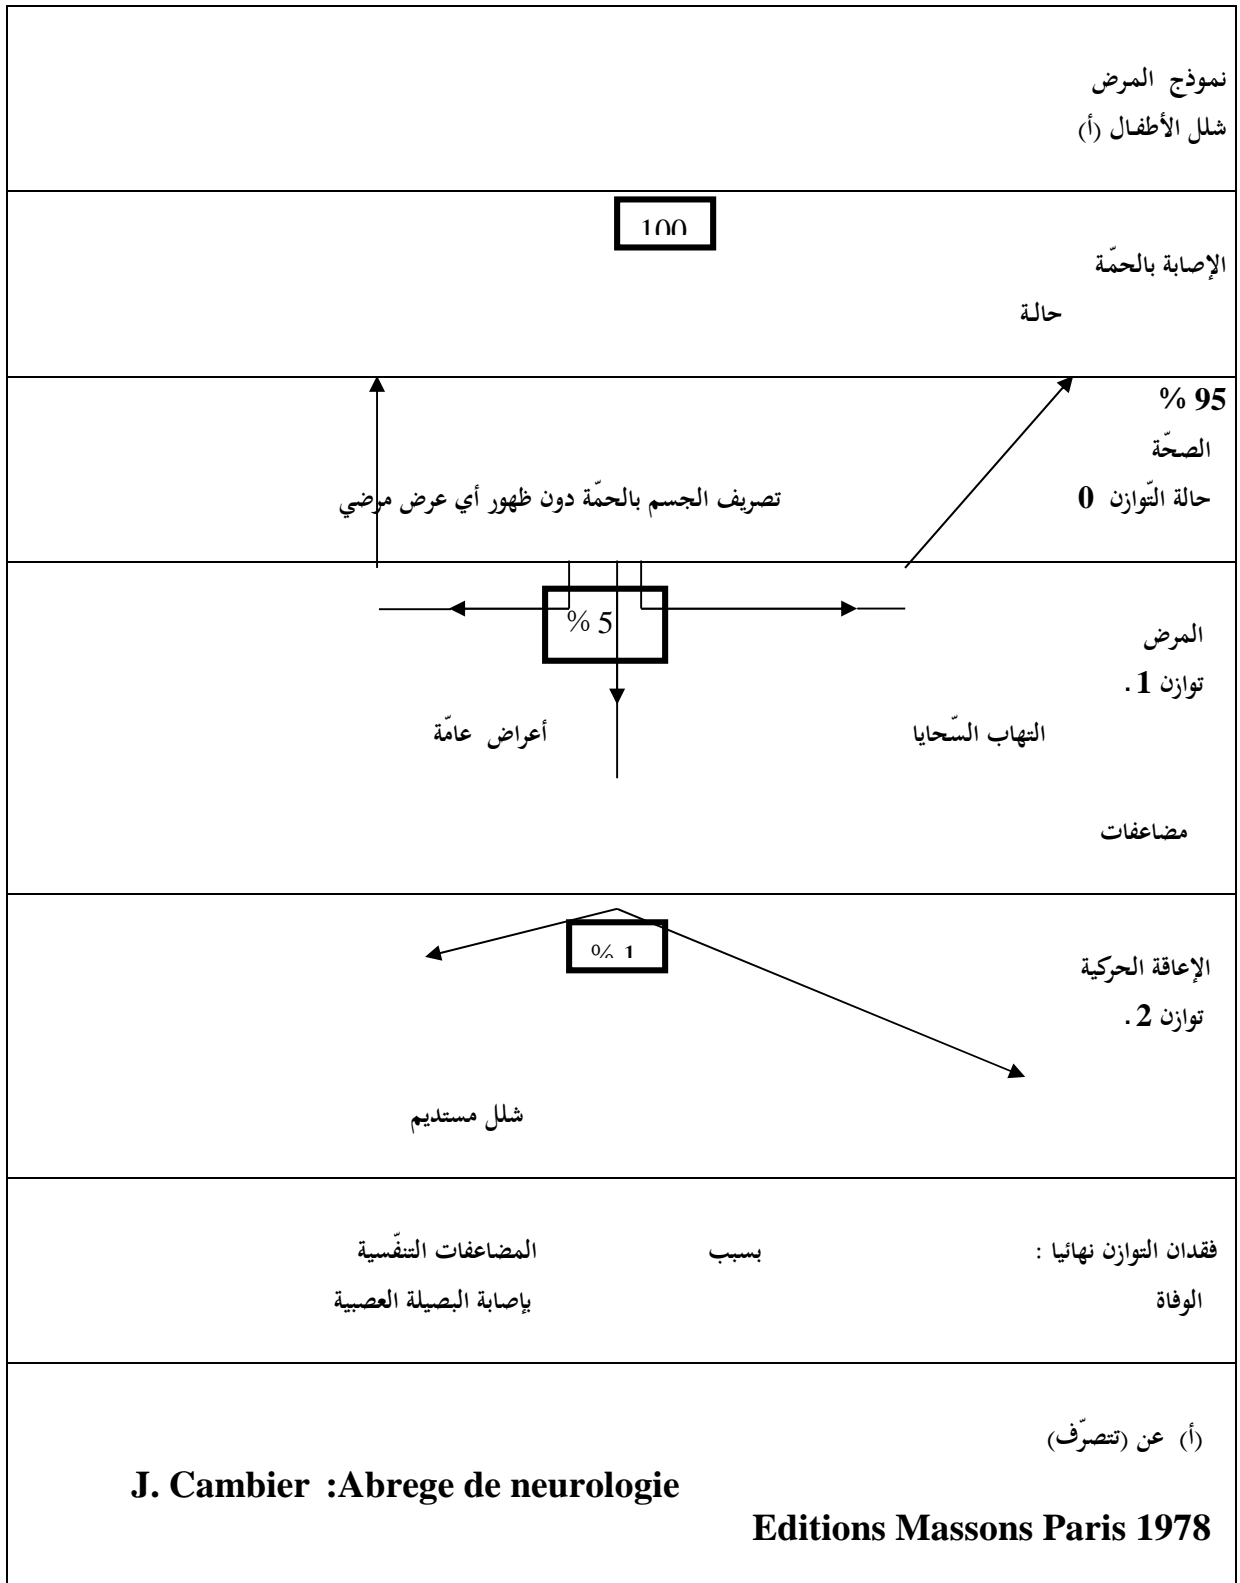 نموذج المرض
شلل الأطفال (أ)
100
الإصابة بالحمّة
حالة
95 %
الصحّة
حالة التّوازن 0 تصريف الجسم بالحمّة دون ظهور أي عرض مرضي
5 %
المرض
توازن 1 .
التهاب السّحايا أعراض عامّة
مضاعفات
1 %
الإعاقة الحركية
توازن 2 .
شلل مستديم
فقدان التوازن نهائيا : بسبب المضاعفات التنفّسية
الوفاة بإصابة البصيلة العصبية
(أ) عن (تتصرّف)
J. Cambier :Abrege de neurologie
Editions Massons Paris 1978